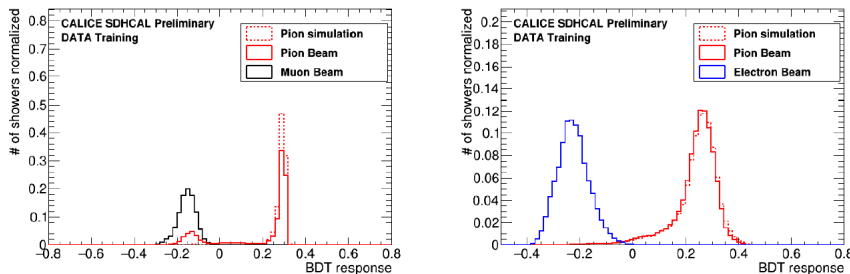 CALICE SDHCAL Preliminary
DATA Training
Pion simulation
Pion Beam
Muon Beam
# of showers normalized
0.8
0.7
0.6
0.5
0.4
0.3
0.2
0.1
0
−0.8 −0.6 −0.4 −0.2 0 0.2 0.4 0.6 0.8
BDT response
CALICE SDHCAL Preliminary
DATA Training
Pion simulation
Pion Beam
Electron Beam
# of showers normalized
0.2
0.18
0.16
0.14
0.12
0.1
0.08
0.06
0.04
0.02
0
−0.4 −0.2 0 0.2 0.4 0.6 0.8
BDT response